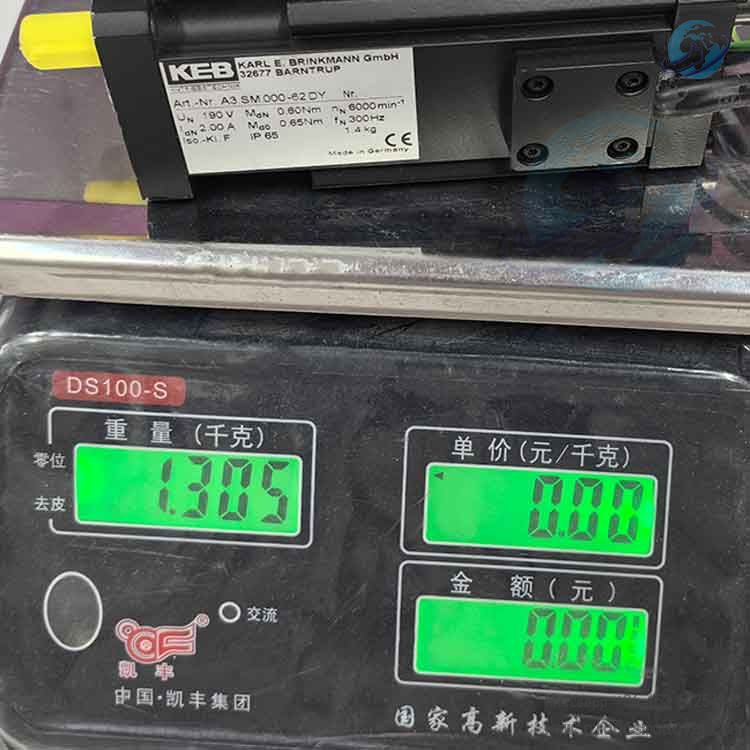 KEB
KARL E. BRINKMANN GmbH
32677 BARNTRUP
ANTRIEBSTECHNIK
Art.-Nr. A3.SM.000-62DY Nr.
UN 190 V MdN 0.60Nm nN 6000min-1
IdN 2.00 A Md0 0.65Nm fN 300Hz
Iso.-Kl. F IP 65 1.4 kg
CE
Made in Germany
DS100-S
重量(千克)
零位
去皮
1.305
单价(元/千克)
0.00
金额(元)
0.00
交流
凯丰
中国·凯丰集团
国家高新技术企业